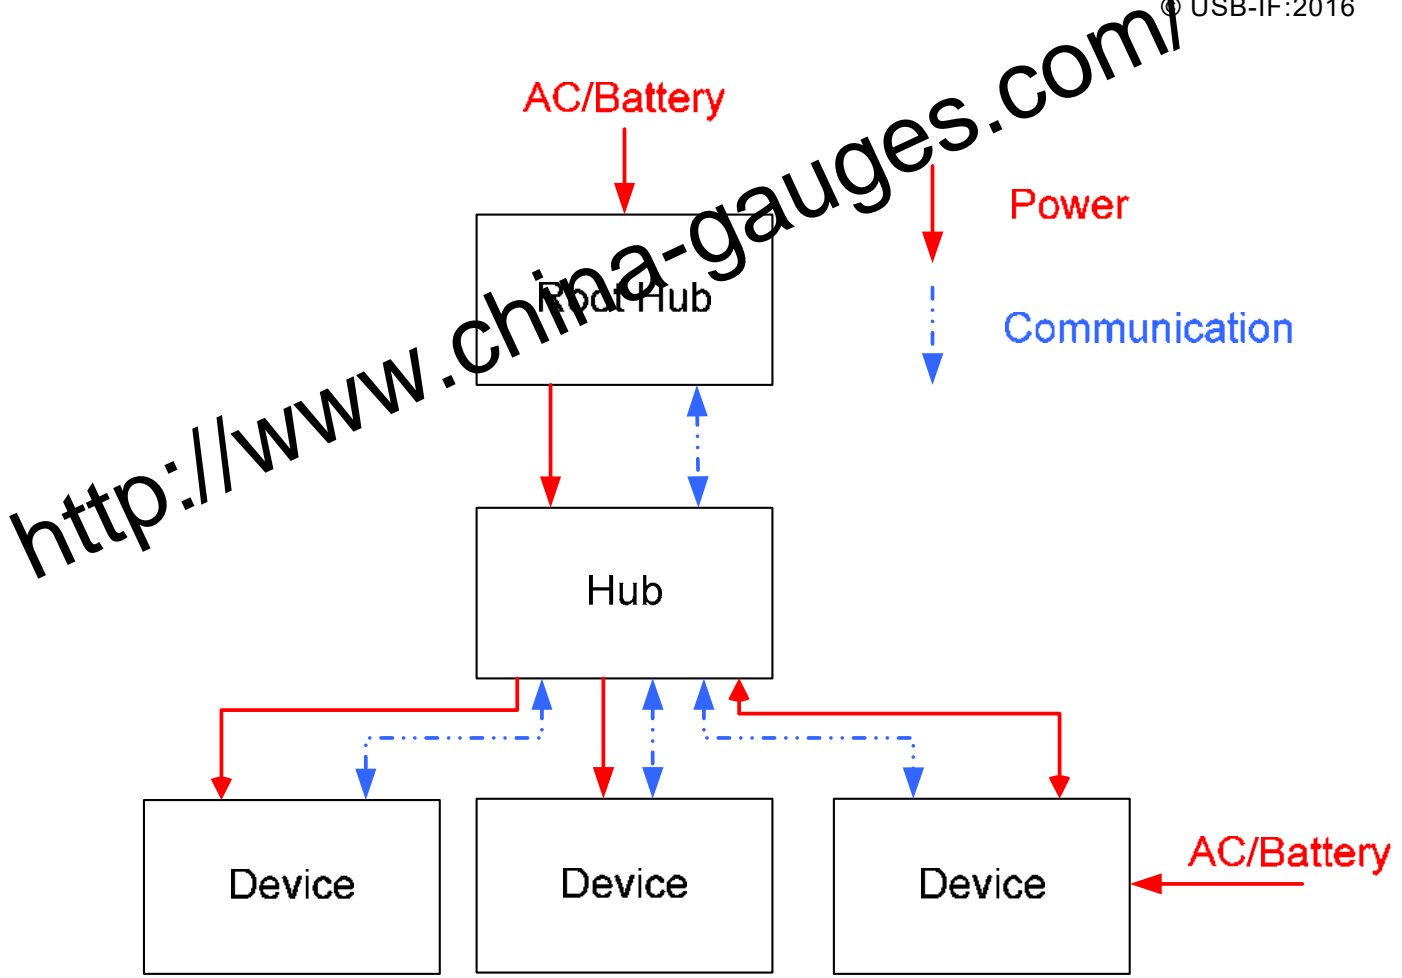 © USB-IF:2016
http://www.china-gauges.com/
AC/Battery
Power
Root Hub
Communication
Hub
AC/Battery
Device
Device
Device